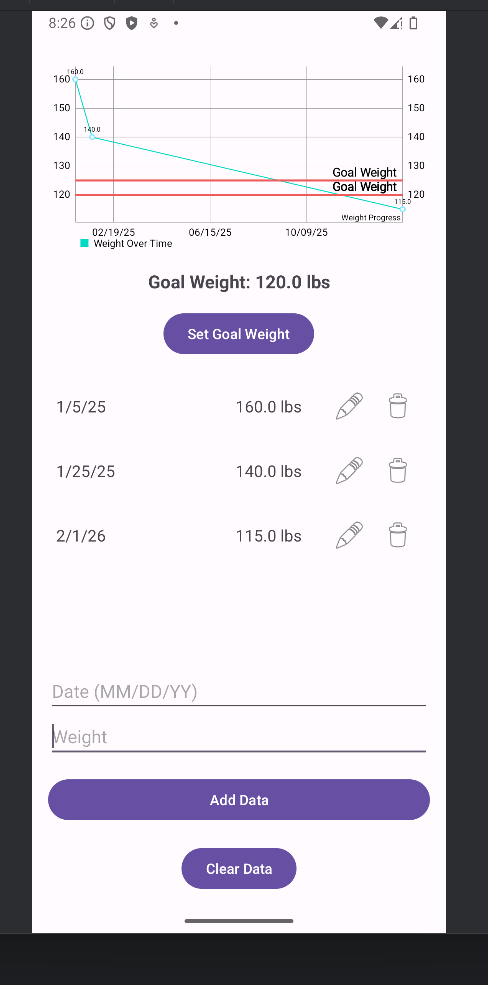 8:26
160.0
160 160
150 150
140.0
140 140
130 130
Goal Weight
Goal Weight
120 120
115.0
Weight Progress
02/19/25 06/15/25 10/09/25
Weight Over Time
Goal Weight: 120.0 lbs
Set Goal Weight
1/5/25 160.0 lbs
1/25/25 140.0 lbs
2/1/26 115.0 lbs
Date (MM/DD/YY)
Weight
Add Data
Clear Data